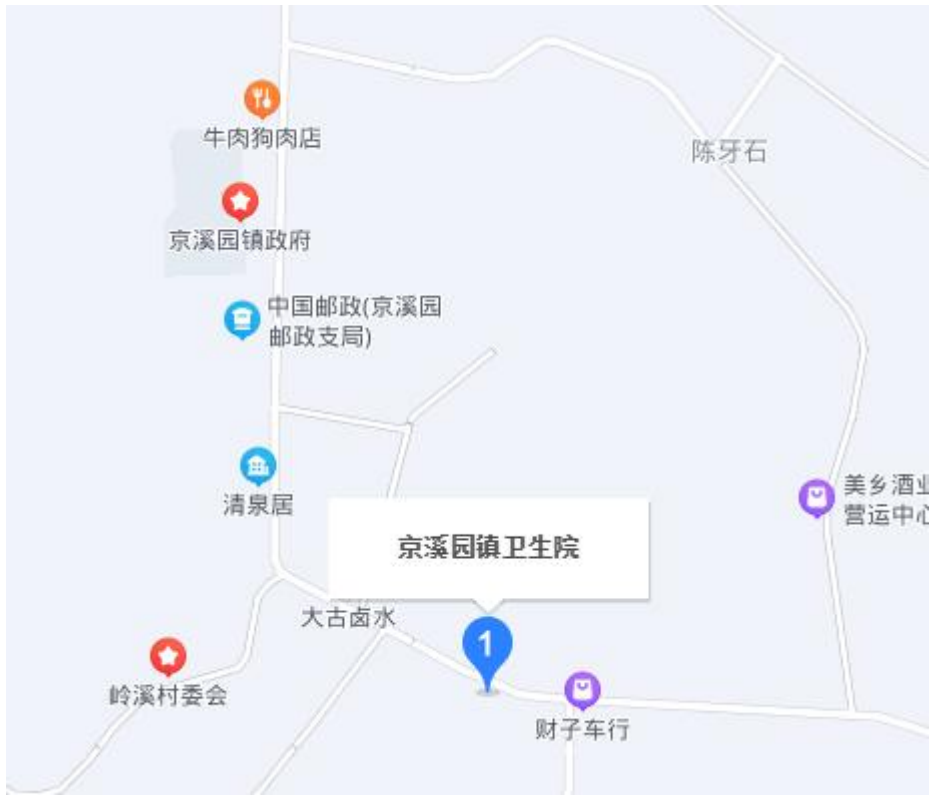 牛肉狗肉店
陈牙石
京溪园镇政府
中国邮政(京溪园
邮政支局)
清泉居
美乡酒业
营运中心
京溪园镇卫生院
大古卤水
1
岭溪村委会
财子车行